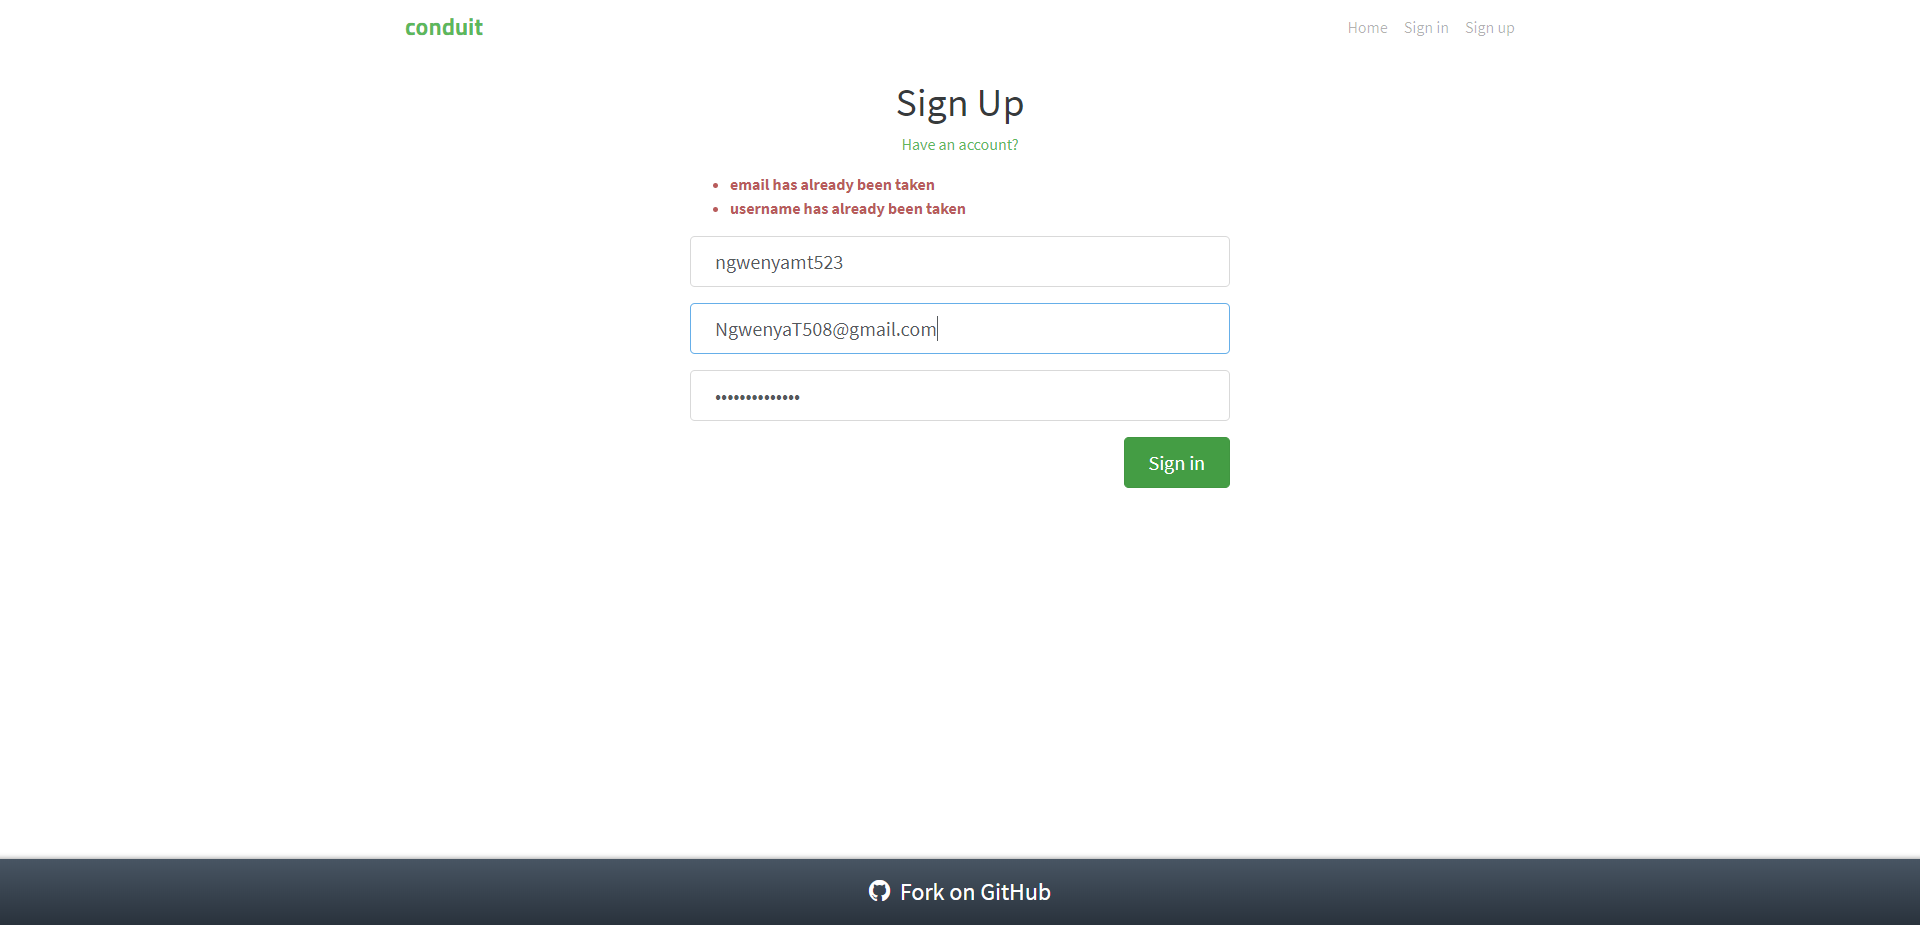 conduit
Home Sign in Sign up
Sign Up
Have an account?
email has already been taken
username has already been taken
ngwenyamt523
NgwenyaT508@gmail.com
••••••••••••••
Sign in
Fork on GitHub